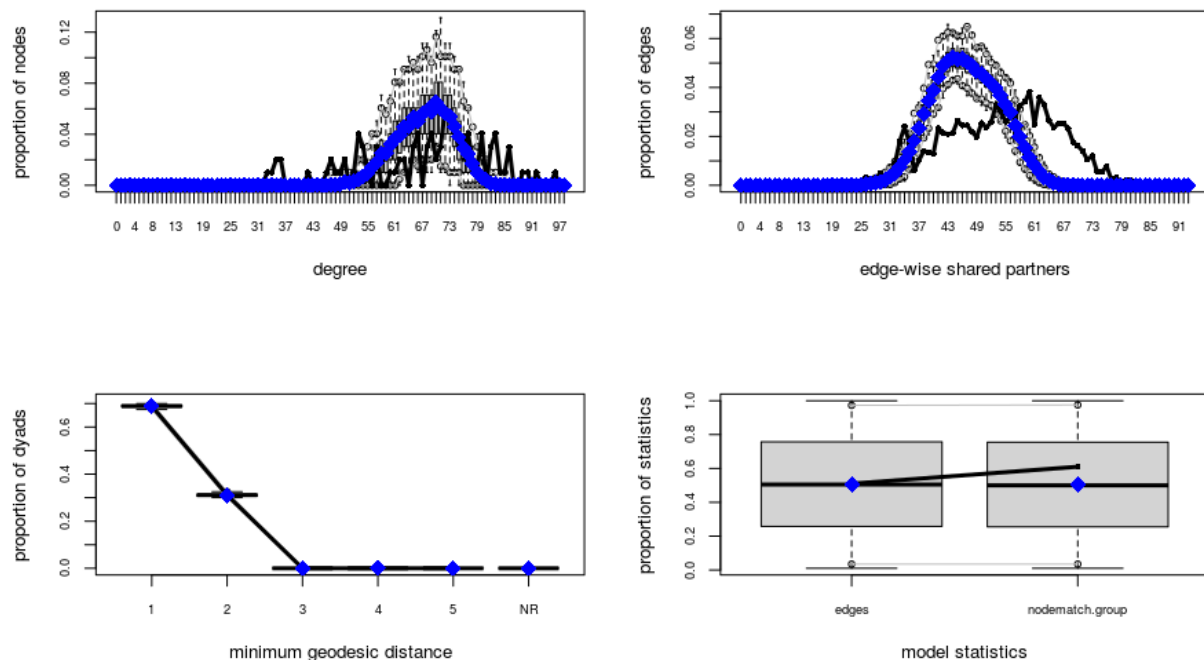 proportion of nodes
0.00 0.04 0.08 0.12
0 4 8 13 19 25 31 37 43 49 55 61 67 73 79 85 91 97
degree
proportion of edges
0.00 0.02 0.04 0.06
0 4 8 13 19 25 31 37 43 49 55 61 67 73 79 85 91
edge-wise shared partners
proportion of dyads
0.0 0.2 0.4 0.6
1 2 3 4 5 NR
minimum geodesic distance
proportion of statistics
0.0 0.2 0.4 0.6 0.8 1.0
edges nodematch.group
model statistics